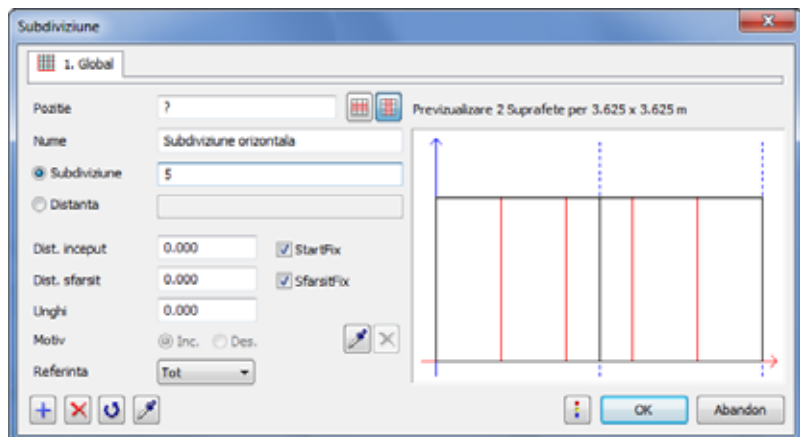 Subdiviziune
1. Global
Pozitie ?
Previzualizare 2 Suprafete per 3.625 x 3.625 m
Nume Subdiviziune orizontala
Subdiviziune 5
Distanta
Dist. inceput 0.000 StartFix
Dist. sfarsit 0.000 SfarsitFix
Unghi 0.000
Motiv Inc. Des.
Referinta Tot
OK Abandon